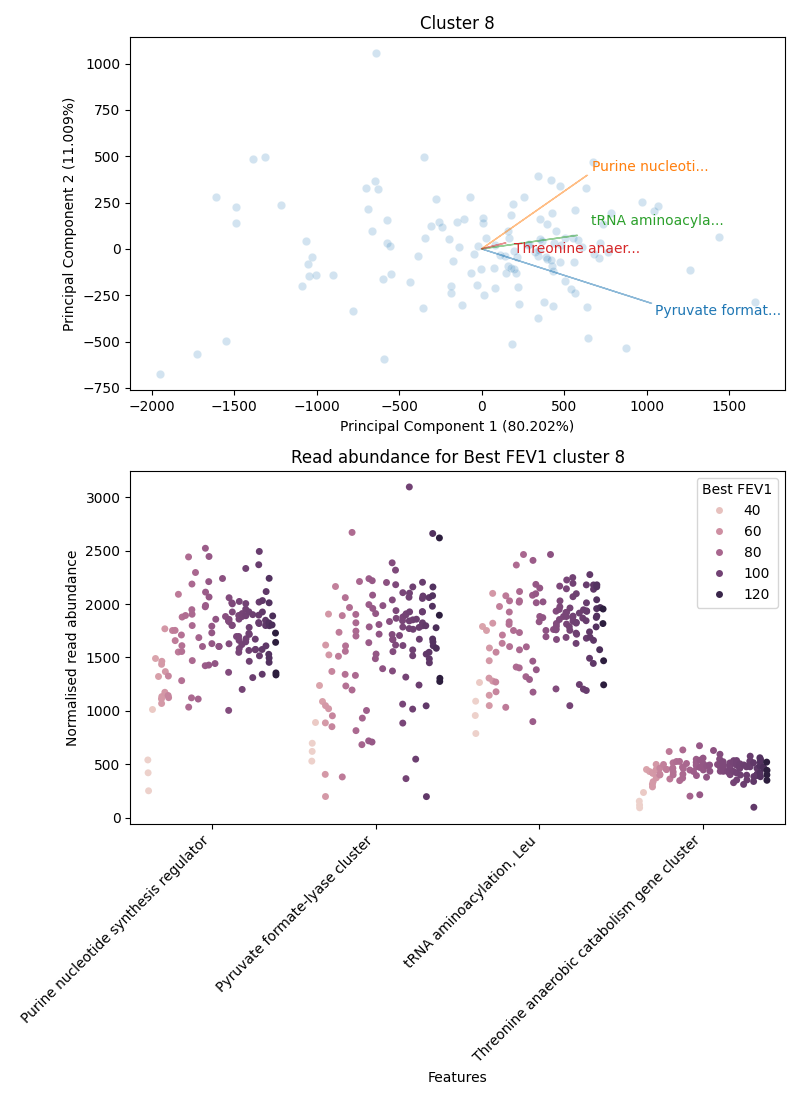 Cluster 8
Principal Component 2 (11.009%)
1000
750
500
250
0
−250
−500
−750
Purine nucleoti...
tRNA aminoacyla...
Threonine anaer...
Pyruvate format...
−2000 −1500 −1000 −500 0 500 1000 1500
Principal Component 1 (80.202%)
Read abundance for Best FEV1 cluster 8
Normalised read abundance
3000
2500
2000
1500
1000
500
0
Best FEV1
40
60
80
100
120
Purine nucleotide synthesis regulator
Pyruvate formate-lyase cluster
tRNA aminoacylation, Leu
Threonine anaerobic catabolism gene cluster
Features